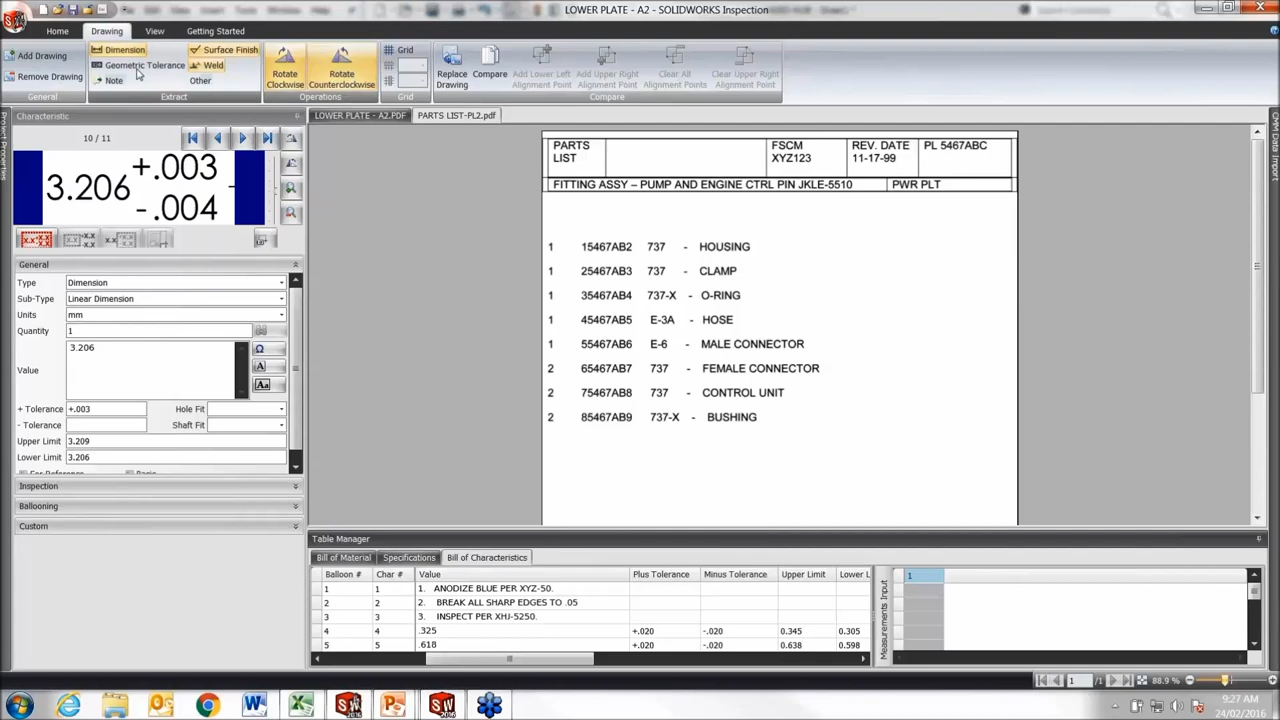 LOWER PLATE - A2 - SOLIDWORKS Inspection
Home Drawing View Getting Started
Add Drawing
Remove Drawing
General
Dimension
Geometric Tolerance
Note
Surface Finish
Weld
Other
Extract
Rotate Clockwise
Rotate Counterclockwise
Operations
Grid
Grid
Replace Drawing
Compare
Add Lower Left Alignment Point
Add Upper Right Alignment Point
Clear All Alignment Points
Clear Upper Right Alignment Point
Compare
Project Properties
Characteristic
10 / 11
3.206 +.003 - .004
General
Type Dimension
Sub-Type Linear Dimension
Units mm
Quantity 1
Value 3.206
+ Tolerance +.003 Hole Fit
- Tolerance Shaft Fit
Upper Limit 3.209
Lower Limit 3.206
For Reference Basic
Inspection
Ballooning
Custom
LOWER PLATE - A2.PDF PARTS LIST-PL2.pdf
PARTS LIST FSCM XYZ123 REV. DATE 11-17-99 PL 5467ABC
FITTING ASSY – PUMP AND ENGINE CTRL PIN JKLE-5510 PWR PLT
1 15467AB2 737 - HOUSING
1 25467AB3 737 - CLAMP
1 35467AB4 737-X - O-RING
1 45467AB5 E-3A - HOSE
1 55467AB6 E-6 - MALE CONNECTOR
2 65467AB7 737 - FEMALE CONNECTOR
2 75467AB8 737 - CONTROL UNIT
2 85467AB9 737-X - BUSHING
CMM Data Import
Table Manager
Bill of Material Specifications Bill of Characteristics
Balloon # Char # Value Plus Tolerance Minus Tolerance Upper Limit Lower L
1 1 1. ANODIZE BLUE PER XYZ-50.
2 2 2. BREAK ALL SHARP EDGES TO .05
3 3 3. INSPECT PER XHJ-5250.
4 4 .325 +.020 -.020 0.345 0.305
5 5 .618 +.020 -.020 0.638 0.598
Measurements Input
1
1 /1 88.9 %
9:27 AM
24/02/2016